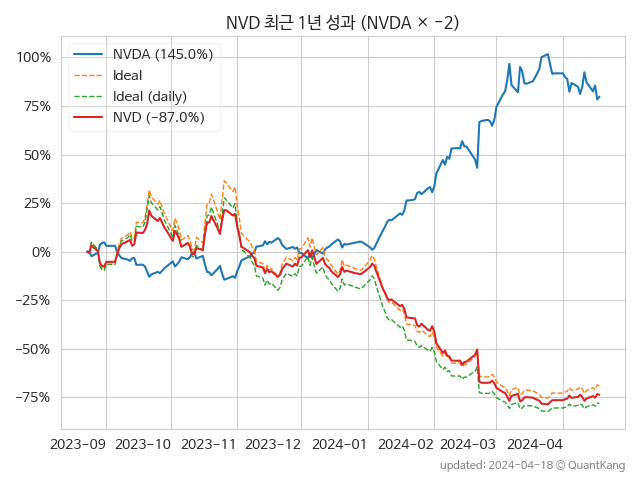 NVD 최근 1년 성과 (NVDA × −2)
NVDA (145.0%)
Ideal
Ideal (daily)
NVD (−87.0%)
100%
75%
50%
25%
0%
−25%
−50%
−75%
2023-09 2023-10 2023-11 2023-12 2024-01 2024-02 2024-03 2024-04
updated: 2024-04-18 © QuantKang